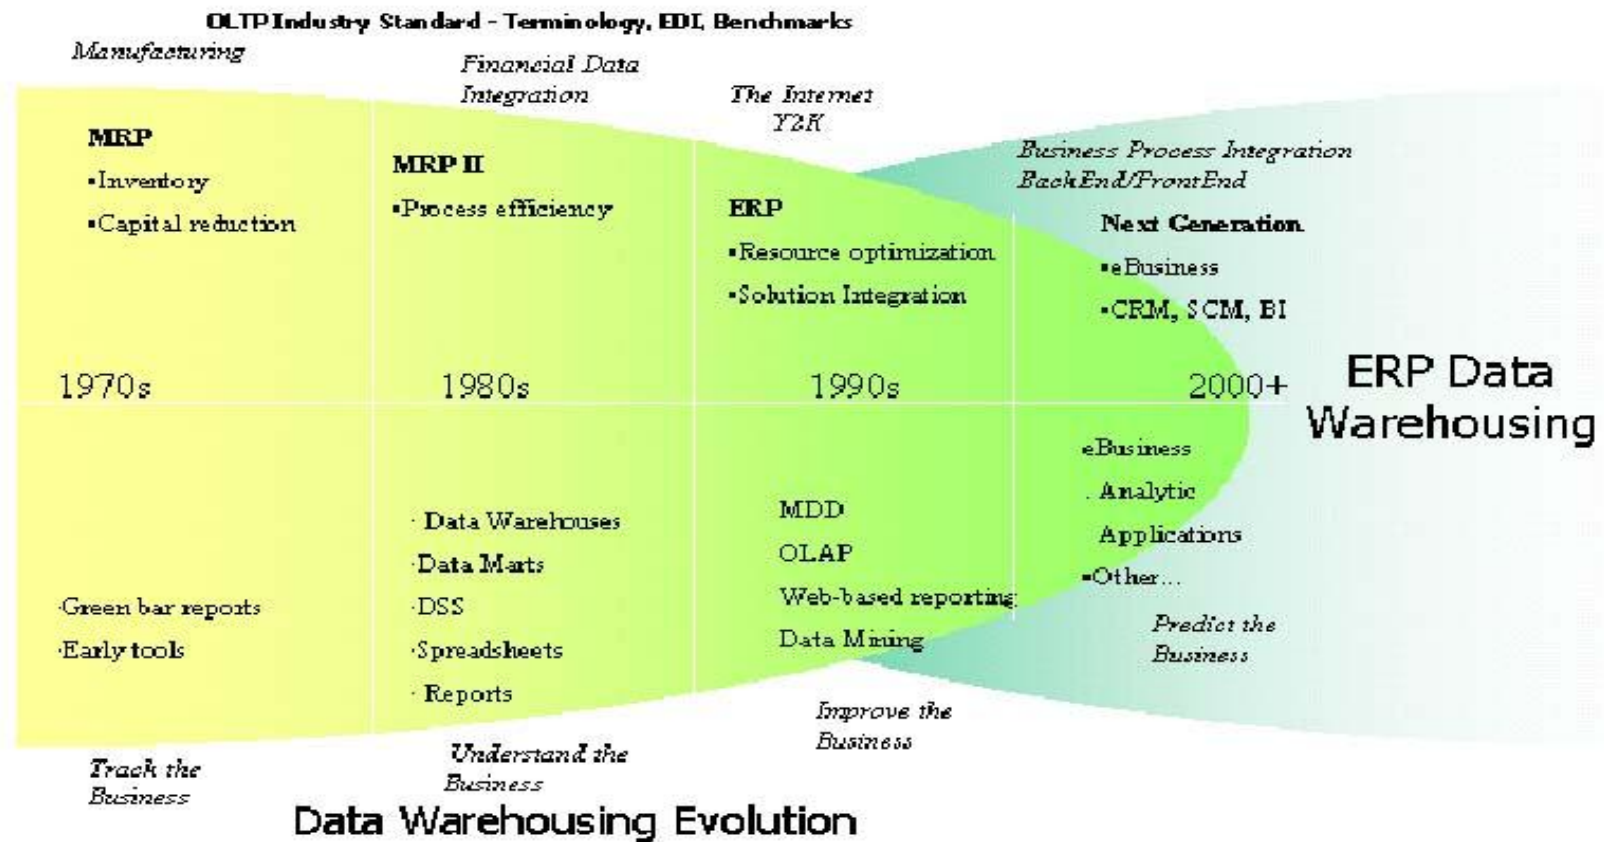 OLTP Industry Standard - Terminology, EDI, Benchmarks
Manufacturing
Financial Data
Integration
The Internet
Y2K
Business Process Integration
BackEnd/FrontEnd
MRP
▪Inventory
▪Capital reduction
MRP II
▪Process efficiency
ERP
▪Resource optimization
▪Solution Integration
Next Generation
▪eBusiness
▪CRM, SCM, BI
1970s
1980s
1990s
2000+
ERP Data
Warehousing
·Green bar reports
·Early tools
· Data Warehouses
·Data Marts
·DSS
·Spreadsheets
· Reports
MDD
OLAP
Web-based reporting
Data Mining
eBusiness
. Analytic
Applications
▪Other...
Track the
Business
Understand the
Business
Improve the
Business
Predict the
Business
Data Warehousing Evolution